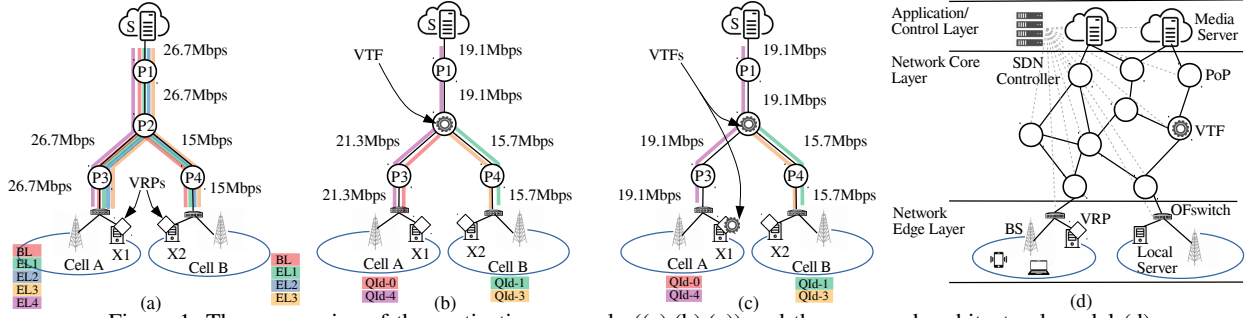 S
26.7Mbps
P1
26.7Mbps
P2
26.7Mbps
15Mbps
P3
VRPs
P4
26.7Mbps
15Mbps
X1
X2
Cell A
Cell B
BL
EL1
EL2
EL3
EL4
BL
EL1
EL2
EL3
(a)
S
19.1Mbps
VTF
P1
19.1Mbps
21.3Mbps
15.7Mbps
P3
P4
21.3Mbps
15.7Mbps
X1
X2
Cell A
Cell B
QId-0
QId-4
QId-1
QId-3
(b)
S
19.1Mbps
VTFs
P1
19.1Mbps
19.1Mbps
15.7Mbps
P3
P4
19.1Mbps
15.7Mbps
X1
X2
Cell A
Cell B
QId-0
QId-4
QId-1
QId-3
(c)
Application/
Control Layer
Media
Server
SDN
Controller
Network Core
Layer
PoP
VTF
Network
Edge Layer
OFswitch
BS
VRP
Local
Server
(d)